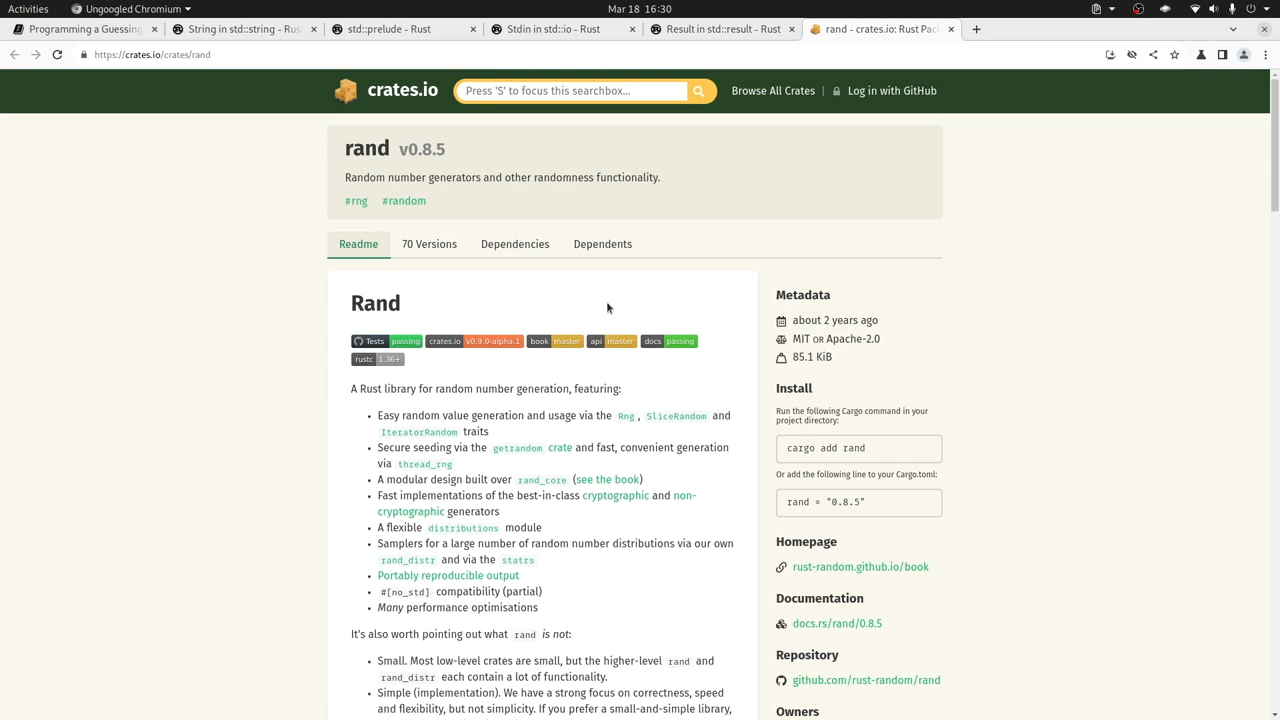 Activities
Ungoogled Chromium
Mar 18 16:30
Programming a Guessing
String in std::string - Rus
std::prelude - Rust
Stdin in std::io - Rust
Result in std::result - Rust
rand - crates.io: Rust Pac
https://crates.io/crates/rand
crates.io
Press 'S' to focus this searchbox...
Browse All Crates | Log in with GitHub
rand v0.8.5
Random number generators and other randomness functionality.
#rng #random
Readme 70 Versions Dependencies Dependents
Rand
Tests passing crates.io v0.9.0-alpha.1 book master api master docs passing
rustc 1.36+
A Rust library for random number generation, featuring:
• Easy random value generation and usage via the Rng, SliceRandom and
IteratorRandom traits
• Secure seeding via the getrandom crate and fast, convenient generation
via thread_rng
• A modular design built over rand_core (see the book)
• Fast implementations of the best-in-class cryptographic and non-
cryptographic generators
• A flexible distributions module
• Samplers for a large number of random number distributions via our own
rand_distr and via the statrs
• Portably reproducible output
• #[no_std] compatibility (partial)
• Many performance optimisations
It's also worth pointing out what rand is not:
• Small. Most low-level crates are small, but the higher-level rand and
rand_distr each contain a lot of functionality.
• Simple (implementation). We have a strong focus on correctness, speed
and flexibility, but not simplicity. If you prefer a small-and-simple library,
Metadata
about 2 years ago
MIT OR Apache-2.0
85.1 KiB
Install
Run the following Cargo command in your
project directory:
cargo add rand
Or add the following line to your Cargo.toml:
rand = "0.8.5"
Homepage
rust-random.github.io/book
Documentation
docs.rs/rand/0.8.5
Repository
github.com/rust-random/rand
Owners